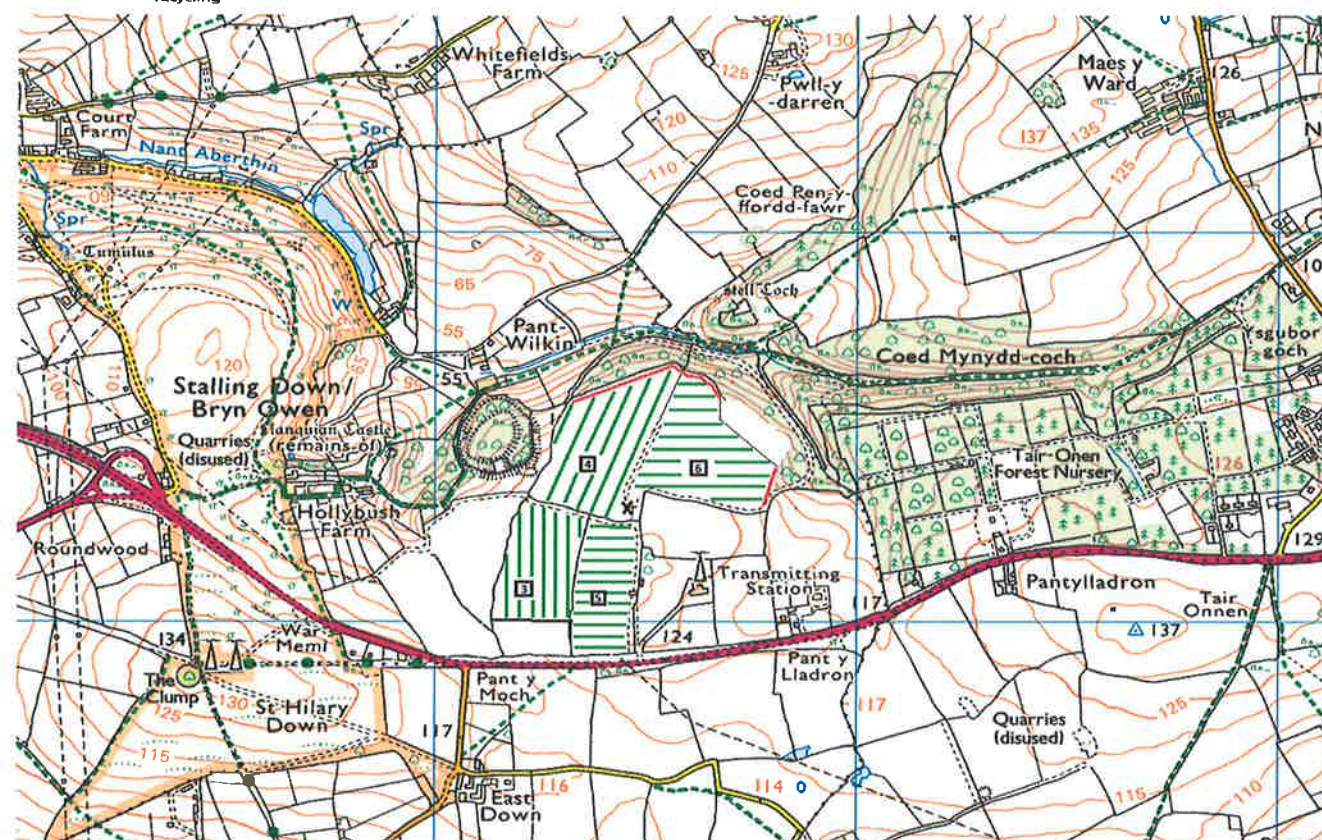 recycling
Whitefields
Farm
130
125
Pwll-y
-darren
Maes y
Ward
126
Court
Farm
Spr
120
137
135
Nant Aberthin
110
125
Coed Pen-y-
ffordd-fawr
60
Spr
Tumulus
75
65
W
55
Pant-
Wilkin
Castell Coch
Coed Mynydd-coch
Ysgubor
goch
120
110
100
65
55
Stalling Down/
Bryn Owen
Llanquian Castle
(remains of)
Quarries
(disused)
4
6
Tair-Onen
Forest Nursery
126
Hollybush
Farm
X
Roundwood
3
5
Transmitting
Station
117
Pantylladron
129
Tair
Onnen
137
134
War
Meml
124
The
Clump
125
130
St Hilary
Down
Pant y
Moch
Pant y
Lladron
117
117
Quarries
(disused)
125
115
116
114
East
Down
115
110